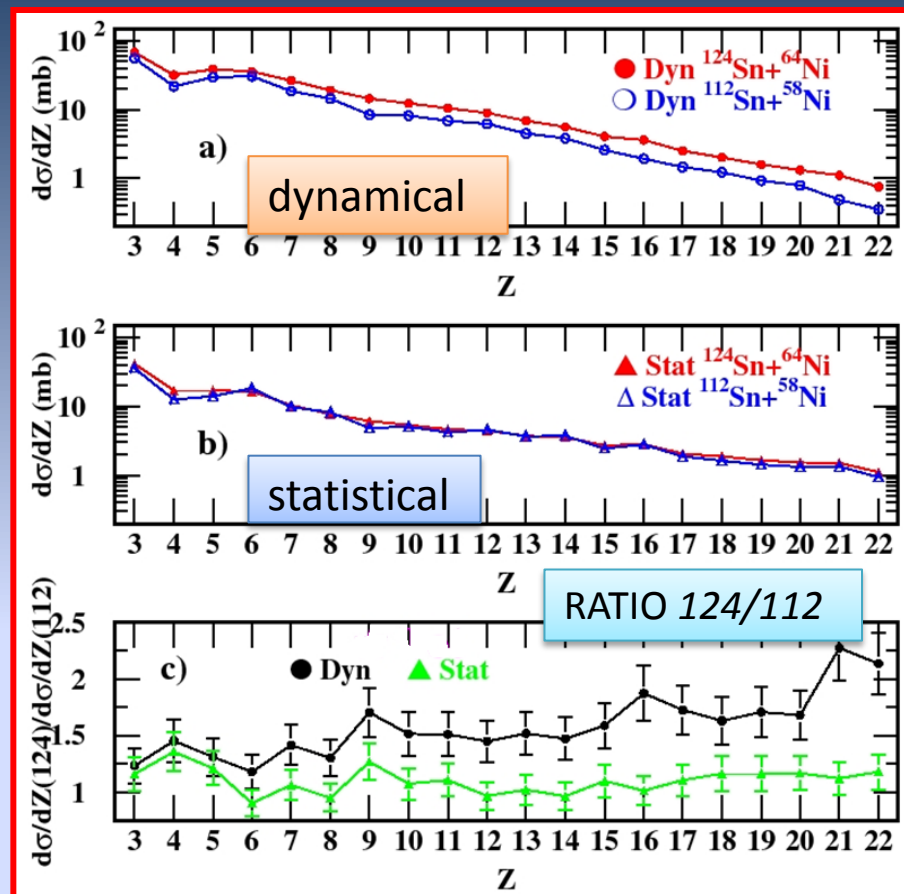 10²
10
1
dσ/dZ (mb)
● Dyn ¹²⁴Sn+⁶⁴Ni
○ Dyn ¹¹²Sn+⁵⁸Ni
a)
dynamical
3 4 5 6 7 8 9 10 11 12 13 14 15 16 17 18 19 20 21 22
Z
10²
10
1
dσ/dZ (mb)
▲ Stat ¹²⁴Sn+⁶⁴Ni
Δ Stat ¹¹²Sn+⁵⁸Ni
b)
statistical
3 4 5 6 7 8 9 10 11 12 13 14 15 16 17 18 19 20 21 22
Z
RATIO 124/112
2.5
2
1.5
1
dσ/dZ(124)/dσ/dZ(112)
c)
● Dyn ▲ Stat
3 4 5 6 7 8 9 10 11 12 13 14 15 16 17 18 19 20 21 22
Z